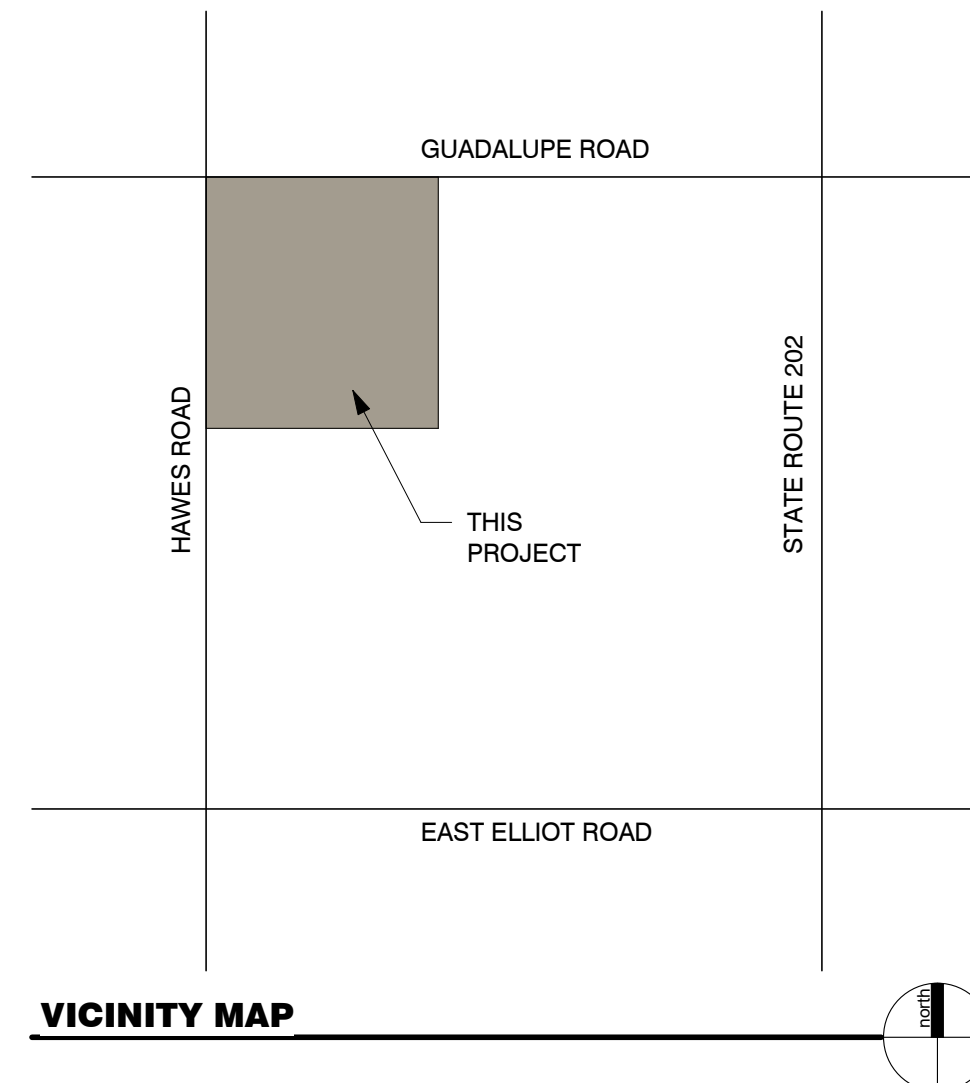 GUADALUPE ROAD
HAWES ROAD
STATE ROUTE 202
THIS
PROJECT
EAST ELLIOT ROAD
VICINITY MAP
north